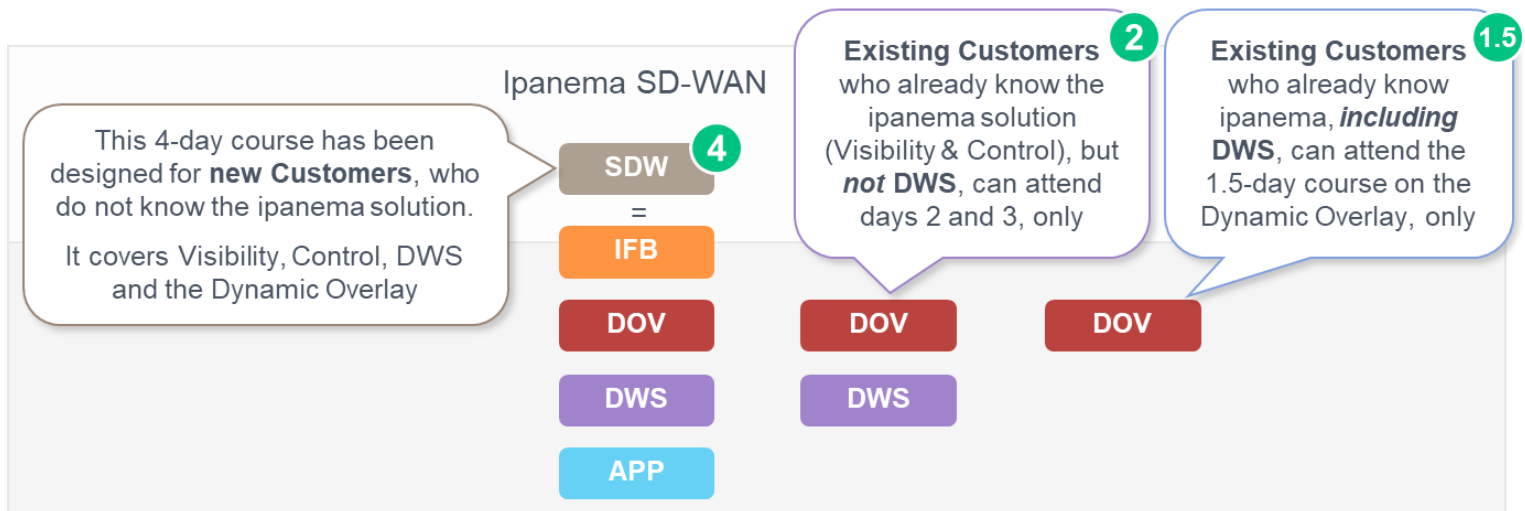 Ipanema SD-WAN
This 4-day course has been
designed for new Customers, who
do not know the ipanema solution.
It covers Visibility, Control, DWS
and the Dynamic Overlay
SDW
4
=
IFB
DOV
DWS
APP
Existing Customers
who already know the
ipanema solution
(Visibility & Control), but
not DWS, can attend
days 2 and 3, only
2
DOV
DWS
Existing Customers
who already know
ipanema, including
DWS, can attend the
1.5-day course on the
Dynamic Overlay, only
1.5
DOV